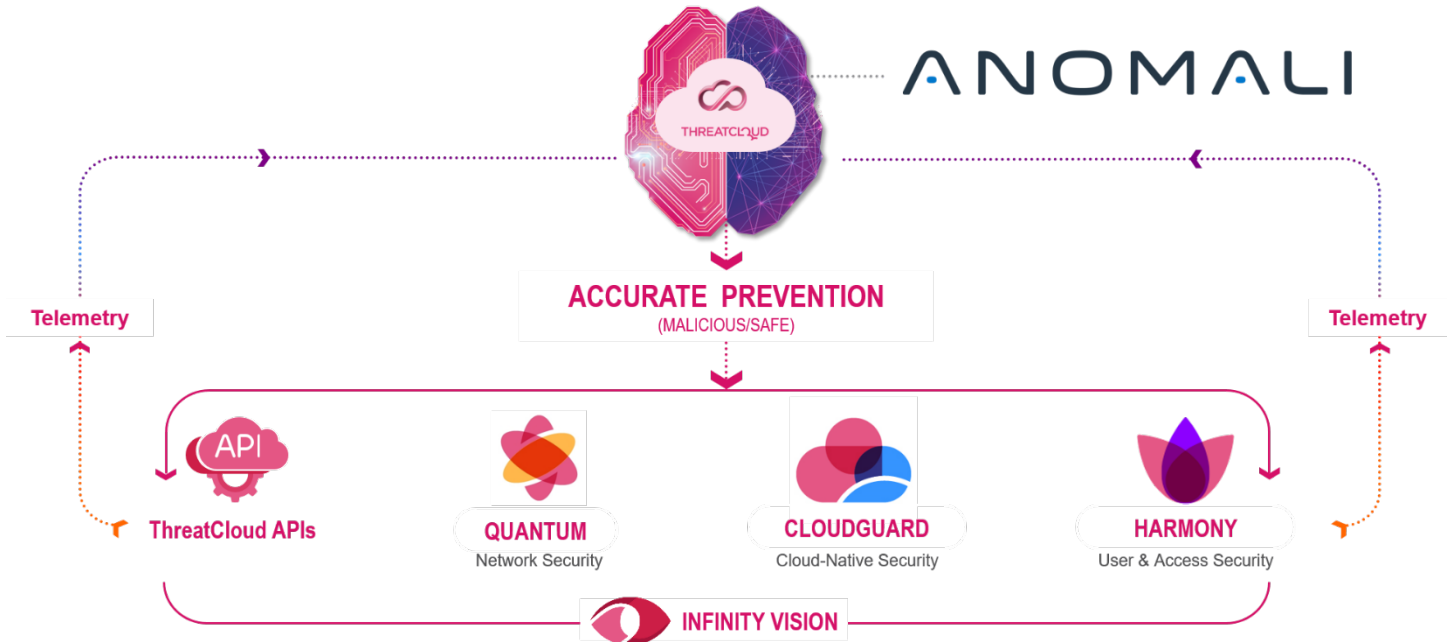 ANOMALI
THREATCLOUD
ACCURATE PREVENTION
(MALICIOUS/SAFE)
Telemetry
Telemetry
API
ThreatCloud APIs
QUANTUM
Network Security
CLOUDGUARD
Cloud-Native Security
HARMONY
User & Access Security
INFINITY VISION